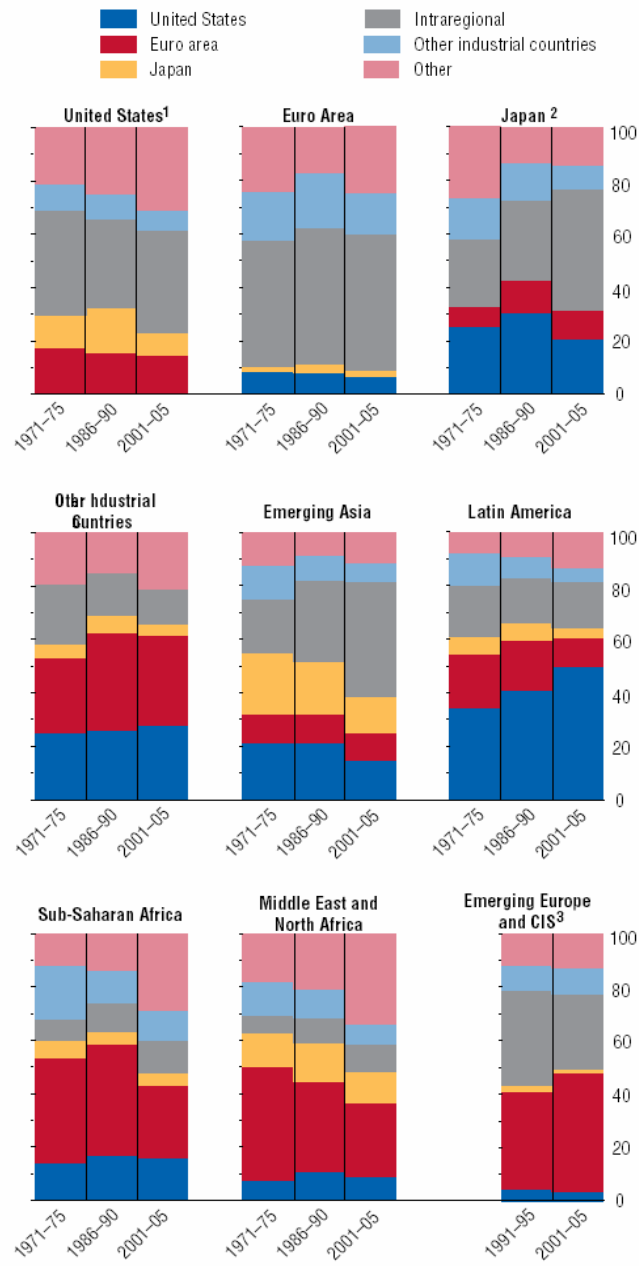 United States
Euro area
Japan
Intraregional
Other industrial countries
Other
United States1
Euro Area
Japan 2
100
80
60
40
20
0
1971–75
1986–90
2001–05
1971–75
1986–90
2001–05
1971–75
1986–90
2001–05
Othar hdustrial
Guntries
Emerging Asia
Latin America
100
80
60
40
20
0
1971–75
1986–90
2001–05
1971–75
1986–90
2001–05
1971–75
1986–90
2001–05
Sub-Saharan Africa
Middle East and
North Africa
Emerging Europe
and CIS3
100
80
60
40
20
0
1971–75
1986–90
2001–05
1971–75
1986–90
2001–05
1991–95
2001–05